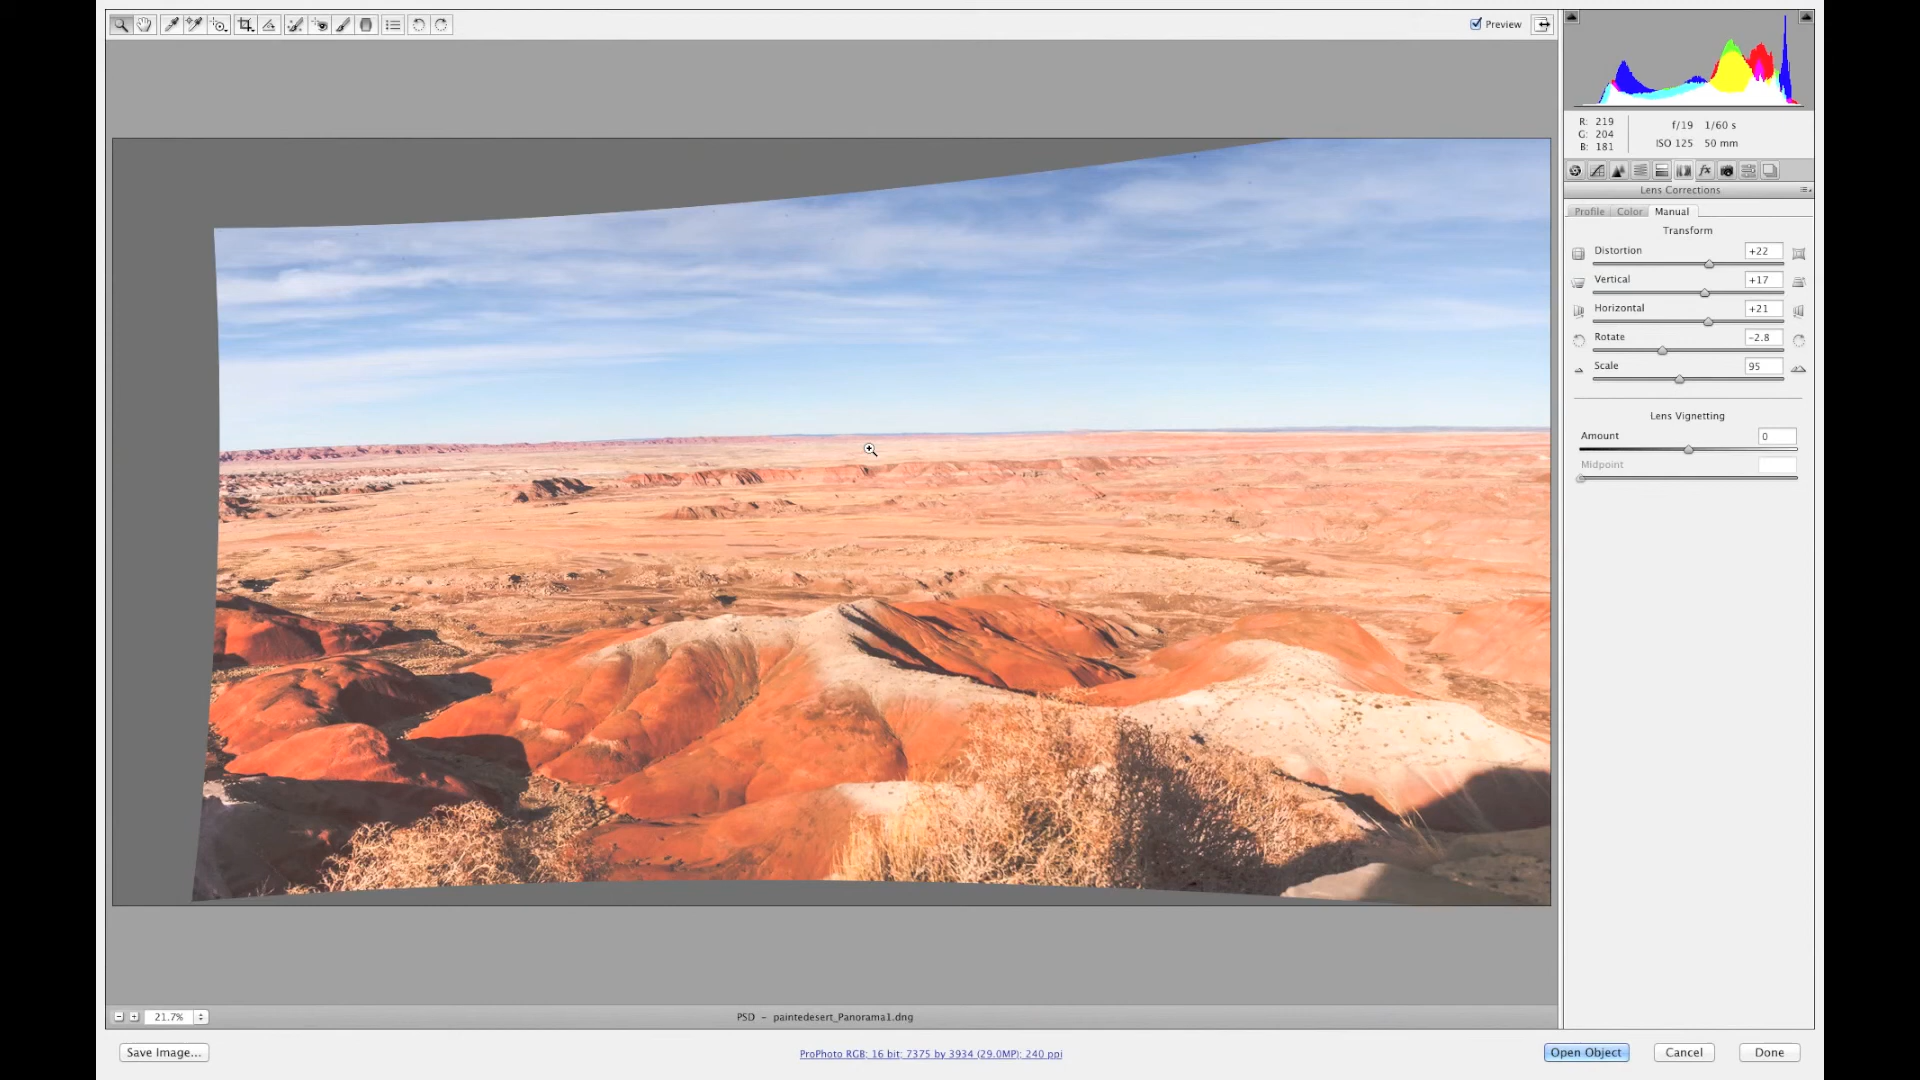 Preview
R: 219
G: 204
B: 181
f/19 1/60 s
ISO 125 50 mm
Lens Corrections
Profile Color Manual
Transform
Distortion +22
Vertical +17
Horizontal +21
Rotate -2.8
Scale 95
Lens Vignetting
Amount 0
Midpoint
21.7%
PSD - paintedesert_Panorama1.dng
Save Image...
ProPhoto RGB; 16 bit; 7375 by 3934 (29.0MP); 240 ppi
Open Object
Cancel
Done